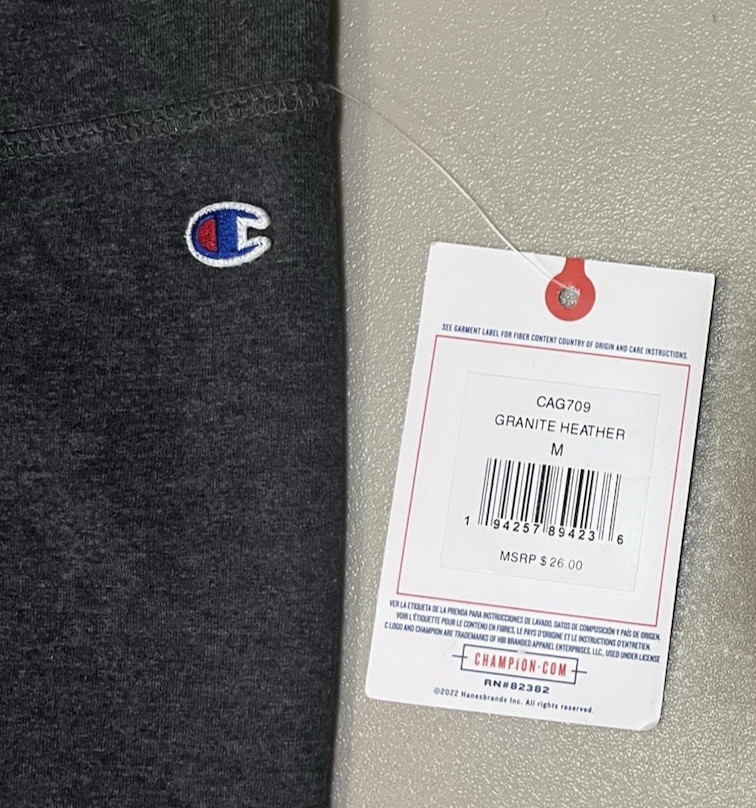 SEE GARMENT LABEL FOR FIBER CONTENT COUNTRY OF ORIGIN AND CARE INSTRUCTIONS.
CAG709
GRANITE HEATHER
M
1 94257 89423 6
MSRP $ 26.00
VER LA ETIQUETA DE LA PRENDA PARA INSTRUCCIONES DE LAVADO, DATOS DE COMPOSICIÓN Y PAÍS DE ORIGEN.
VOIR L'ÉTIQUETTE POUR LE CONTENU EN FIBRES, LE PAYS D'ORIGINE ET LE INSTRUCTIONS D'ENTRETIEN.
C LOGO AND CHAMPION ARE TRADEMARKS OF HBI BRANDED APPAREL ENTERPRISES, LLC, USED UNDER LICENSE
CHAMPION·COM
RN#82382
©2022 Hanesbrands Inc. All rights reserved.